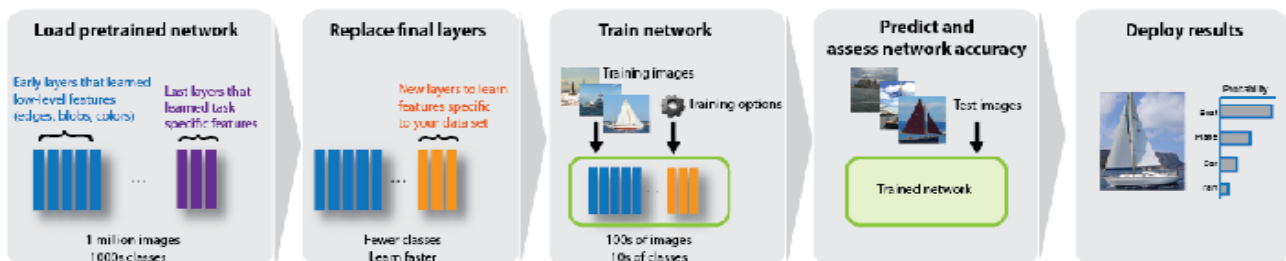 Load pretrained network
Early layers that learned
low-level features
(edges, blobs, colors)
Last layers that
learned task
specific features
...
1 million images
1000s classes
Replace final layers
New layers to learn
features specific
to your data set
...
Fewer classes
Learn faster
Train network
Training images
Training options
...
100s of images
10s of classes
Predict and
assess network accuracy
Test images
Trained network
Deploy results
Probability
Boat
Plane
Car
Train